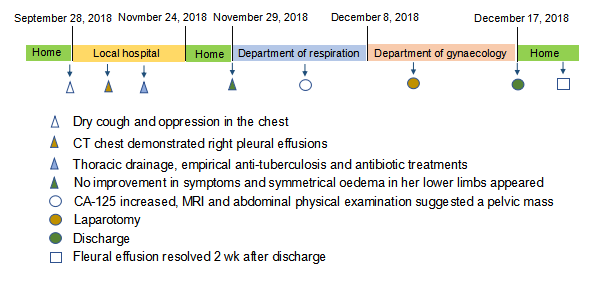 September 28, 2018
Novmber 24, 2018
November 29, 2018
December 8, 2018
December 17, 2018
Home
Local hospital
Home
Department of respiration
Department of gynaecology
Home
Dry cough and oppression in the chest
CT chest demonstrated right pleural effusions
Thoracic drainage, empirical anti-tuberculosis and antibiotic treatments
No improvement in symptoms and symmetrical oedema in her lower limbs appeared
CA-125 increased, MRI and abdominal physical examination suggested a pelvic mass
Laparotomy
Discharge
Fleural effusion resolved 2 wk after discharge